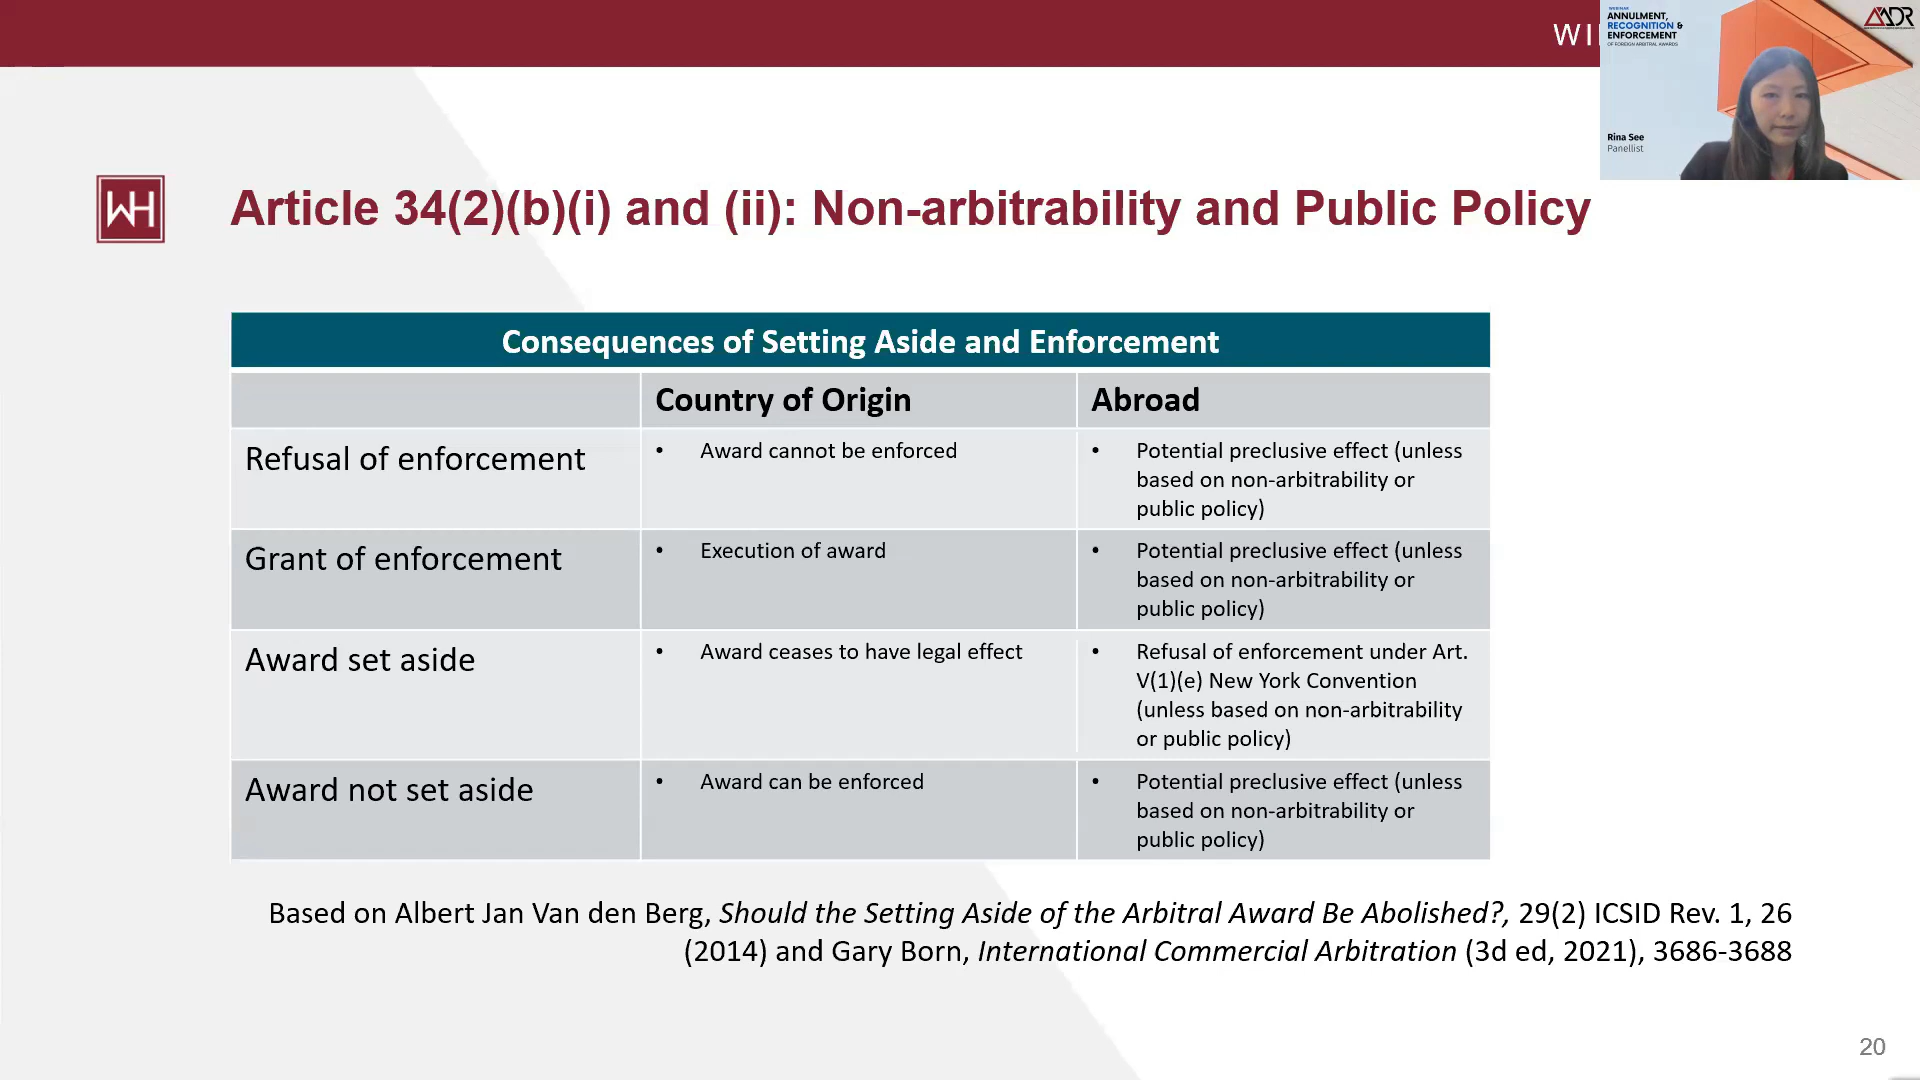 WI
WEBINAR
ANNULMENT,
RECOGNITION &
ENFORCEMENT
OF FOREIGN ARBITRAL AWARDS
Rina See
Panellist
WH
Article 34(2)(b)(i) and (ii): Non-arbitrability and Public Policy
Consequences of Setting Aside and Enforcement
Country of Origin
Abroad
Refusal of enforcement
• Award cannot be enforced
• Potential preclusive effect (unless
based on non-arbitrability or
public policy)
Grant of enforcement
• Execution of award
• Potential preclusive effect (unless
based on non-arbitrability or
public policy)
Award set aside
• Award ceases to have legal effect
• Refusal of enforcement under Art.
V(1)(e) New York Convention
(unless based on non-arbitrability
or public policy)
Award not set aside
• Award can be enforced
• Potential preclusive effect (unless
based on non-arbitrability or
public policy)
Based on Albert Jan Van den Berg, Should the Setting Aside of the Arbitral Award Be Abolished?, 29(2) ICSID Rev. 1, 26
(2014) and Gary Born, International Commercial Arbitration (3d ed, 2021), 3686-3688
20